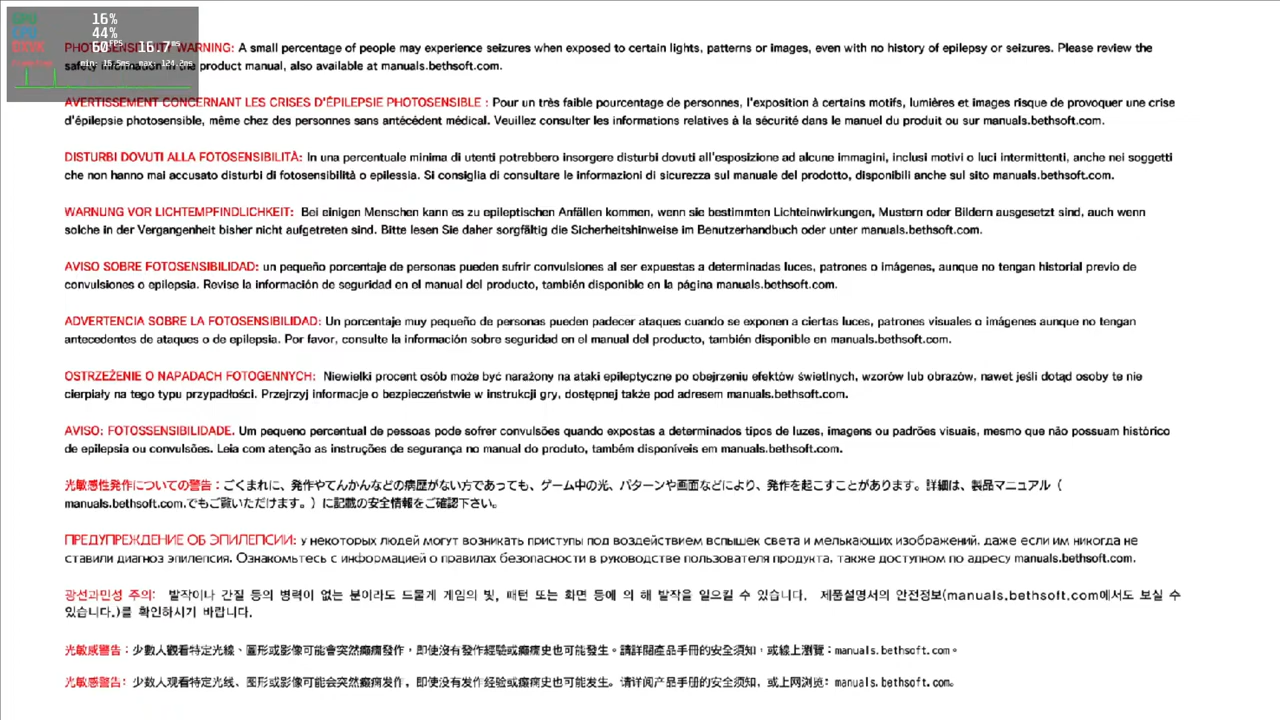 GPU 16%
CPU 44%
DXVK 60 FPS 16.7ms
min: 16.5ms, max: 124.2ms
PHOTOSENSITIVITY WARNING: A small percentage of people may experience seizures when exposed to certain lights, patterns or images, even with no history of epilepsy or seizures. Please review the
safety information in the product manual, also available at manuals.bethsoft.com.
AVERTISSEMENT CONCERNANT LES CRISES D'ÉPILEPSIE PHOTOSENSIBLE : Pour un très faible pourcentage de personnes, l'exposition à certains motifs, lumières et images risque de provoquer une crise
d'épilepsie photosensible, même chez des personnes sans antécédent médical. Veuillez consulter les informations relatives à la sécurité dans le manuel du produit ou sur manuals.bethsoft.com.
DISTURBI DOVUTI ALLA FOTOSENSIBILITÀ: In una percentuale minima di utenti potrebbero insorgere disturbi dovuti all'esposizione ad alcune immagini, inclusi motivi o luci intermittenti, anche nei soggetti
che non hanno mai accusato disturbi di fotosensibilità o epilessia. Si consiglia di consultare le informazioni di sicurezza sul manuale del prodotto, disponibili anche sul sito manuals.bethsoft.com.
WARNUNG VOR LICHTEMPFINDLICHKEIT: Bei einigen Menschen kann es zu epileptischen Anfällen kommen, wenn sie bestimmten Lichteinwirkungen, Mustern oder Bildern ausgesetzt sind, auch wenn
solche in der Vergangenheit bisher nicht aufgetreten sind. Bitte lesen Sie daher sorgfältig die Sicherheitshinweise im Benutzerhandbuch oder unter manuals.bethsoft.com.
AVISO SOBRE FOTOSENSIBILIDAD: un pequeño porcentaje de personas pueden sufrir convulsiones al ser expuestas a determinadas luces, patrones o imágenes, aunque no tengan historial previo de
convulsiones o epilepsia. Revise la información de seguridad en el manual del producto, también disponible en la página manuals.bethsoft.com.
ADVERTENCIA SOBRE LA FOTOSENSIBILIDAD: Un porcentaje muy pequeño de personas pueden padecer ataques cuando se exponen a ciertas luces, patrones visuales o imágenes aunque no tengan
antecedentes de ataques o de epilepsia. Por favor, consulte la información sobre seguridad en el manual del producto, también disponible en manuals.bethsoft.com.
OSTRZEŻENIE O NAPADACH FOTOGENNYCH: Niewielki procent osób może być narażony na ataki epileptyczne po obejrzeniu efektów świetlnych, wzorów lub obrazów, nawet jeśli dotąd osoby te nie
cierpiały na tego typu przypadłości. Przejrzyj informacje o bezpieczeństwie w instrukcji gry, dostępnej także pod adresem manuals.bethsoft.com.
AVISO: FOTOSSENSIBILIDADE. Um pequeno percentual de pessoas pode sofrer convulsões quando expostas a determinados tipos de luzes, imagens ou padrões visuais, mesmo que não possuam histórico
de epilepsia ou convulsões. Leia com atenção as instruções de segurança no manual do produto, também disponíveis em manuals.bethsoft.com.
光敏感性発作についての警告：ごくまれに、発作やてんかんなどの病歴がない方であっても、ゲーム中の光、パターンや画面などにより、発作を起こすことがあります。詳細は、製品マニュアル（
manuals.bethsoft.com.でもご覧いただけます。）に記載の安全情報をご確認下さい。
ПРЕДУПРЕЖДЕНИЕ ОБ ЭПИЛЕПСИИ: у некоторых людей могут возникать приступы под воздействием вспышек света и мелькающих изображений, даже если им никогда не
ставили диагноз эпилепсия. Ознакомьтесь с информацией о правилах безопасности в руководстве пользователя продукта, также доступном по адресу manuals.bethsoft.com.
광선과민성 주의: 발작이나 간질 등의 병력이 없는 분이라도 드물게 게임의 빛, 패턴 또는 화면 등에 의 해 발작을 일으킬 수 있습니다. 제품설명서의 안전정보(manuals.bethsoft.com에서도 보실 수
있습니다.)를 확인하시기 바랍니다.
光敏感警告：少數人觀看特定光線、圖形或影像可能會突然癲癇發作，即使沒有發作經驗或癲癇史也可能發生。請詳閱產品手冊的安全須知，或線上瀏覽：manuals.bethsoft.com。
光敏感警告：少数人观看特定光线、图形或影像可能会突然癫痫发作，即使没有发作经验或癫痫史也可能发生。请详阅产品手册的安全须知，或上网浏览：manuals.bethsoft.com。